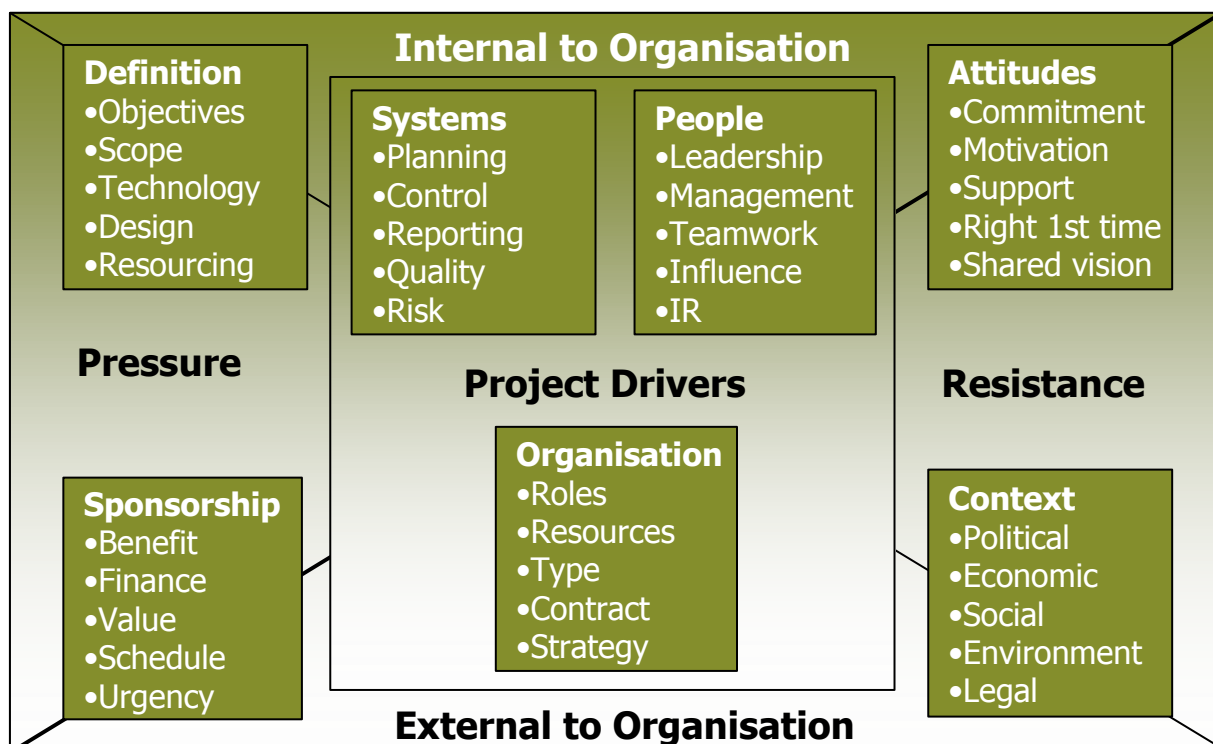 Internal to Organisation
Definition
•Objectives
•Scope
•Technology
•Design
•Resourcing
Systems
•Planning
•Control
•Reporting
•Quality
•Risk
People
•Leadership
•Management
•Teamwork
•Influence
•IR
Attitudes
•Commitment
•Motivation
•Support
•Right 1st time
•Shared vision
Pressure
Project Drivers
Resistance
Sponsorship
•Benefit
•Finance
•Value
•Schedule
•Urgency
Organisation
•Roles
•Resources
•Type
•Contract
•Strategy
Context
•Political
•Economic
•Social
•Environment
•Legal
External to Organisation